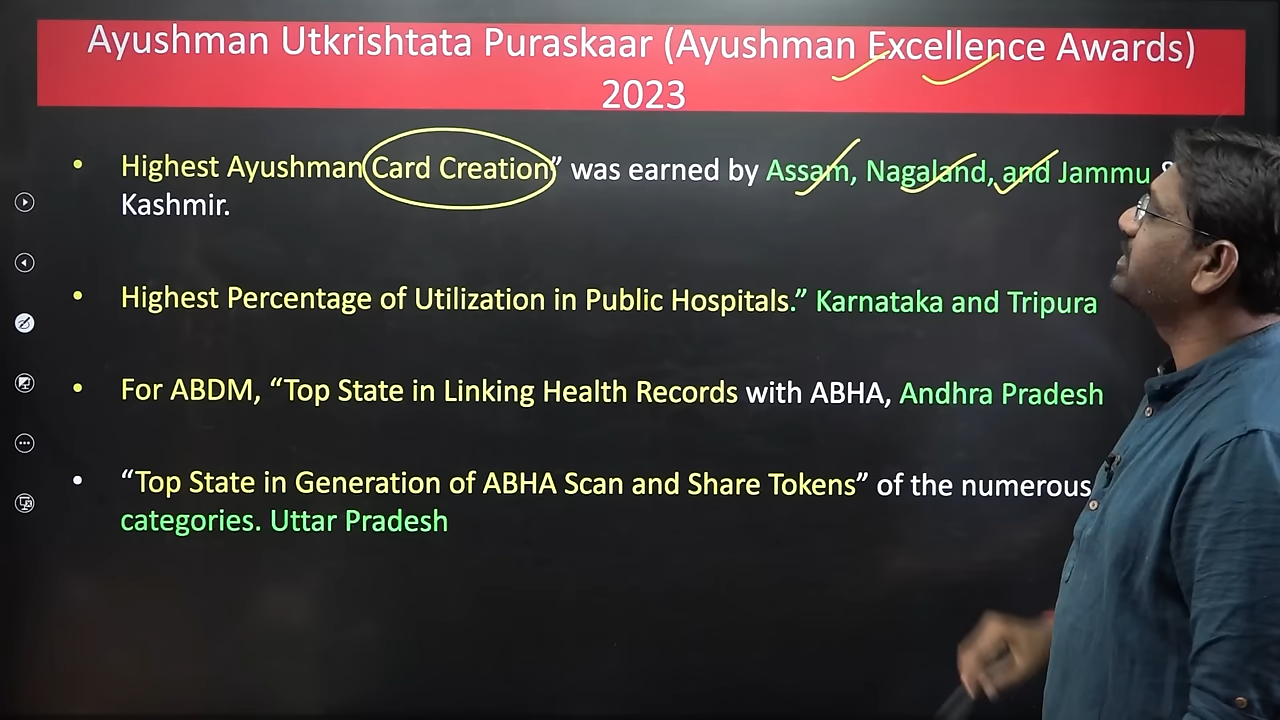 Ayushman Utkrishtata Puraskaar (Ayushman Excellence Awards)
2023
• Highest Ayushman Card Creation” was earned by Assam, Nagaland, and Jammu &
Kashmir.
• Highest Percentage of Utilization in Public Hospitals.” Karnataka and Tripura
• For ABDM, “Top State in Linking Health Records with ABHA, Andhra Pradesh
• “Top State in Generation of ABHA Scan and Share Tokens” of the numerous
categories. Uttar Pradesh